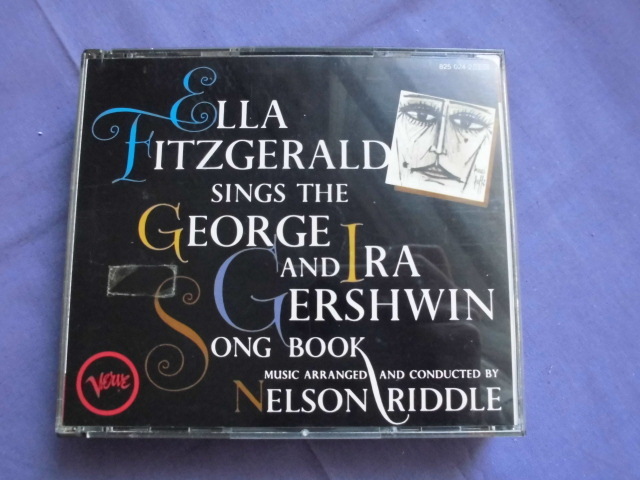 ELLA
FITZGERALD
SINGS THE
GEORGE
AND IRA
GERSHWIN
SONG BOOK
MUSIC ARRANGED AND CONDUCTED BY
NELSON RIDDLE
VERVE